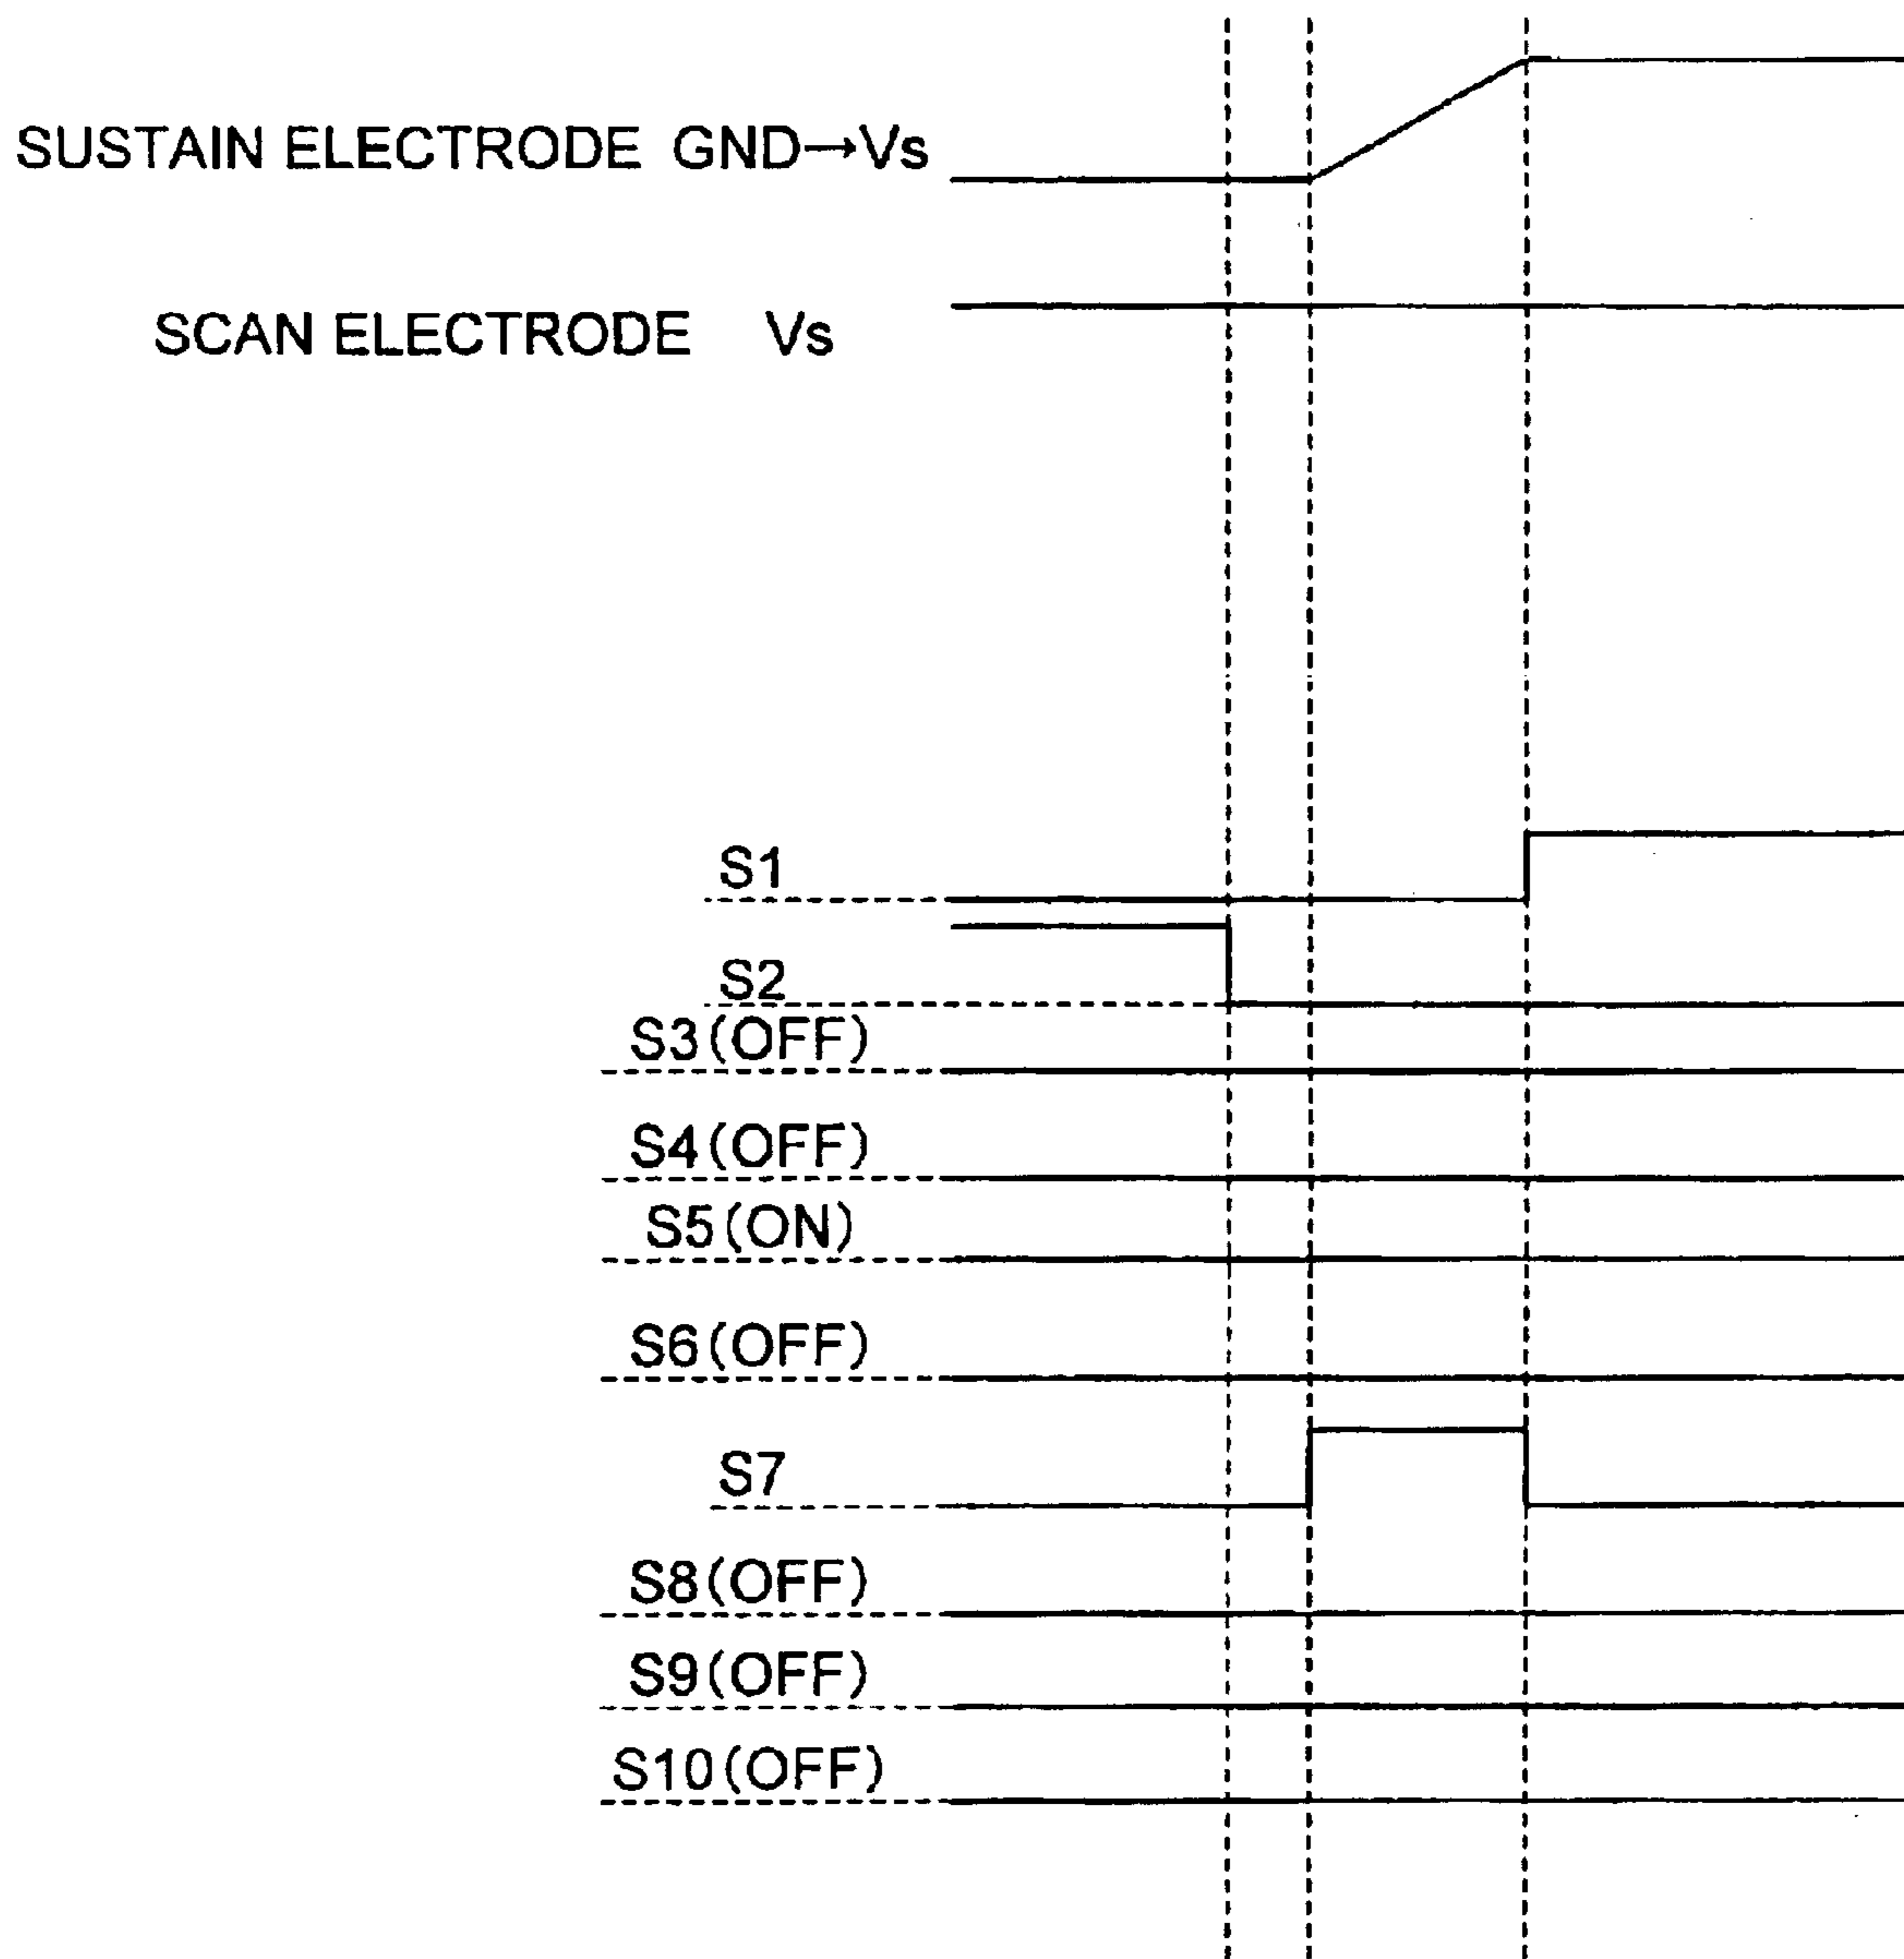 SUSTAIN ELECTRODE GND→Vs
SCAN ELECTRODE Vs
S1
S2
S3(OFF)
S4(OFF)
S5(ON)
S6(OFF)
S7
S8(OFF)
S9(OFF)
S10(OFF)